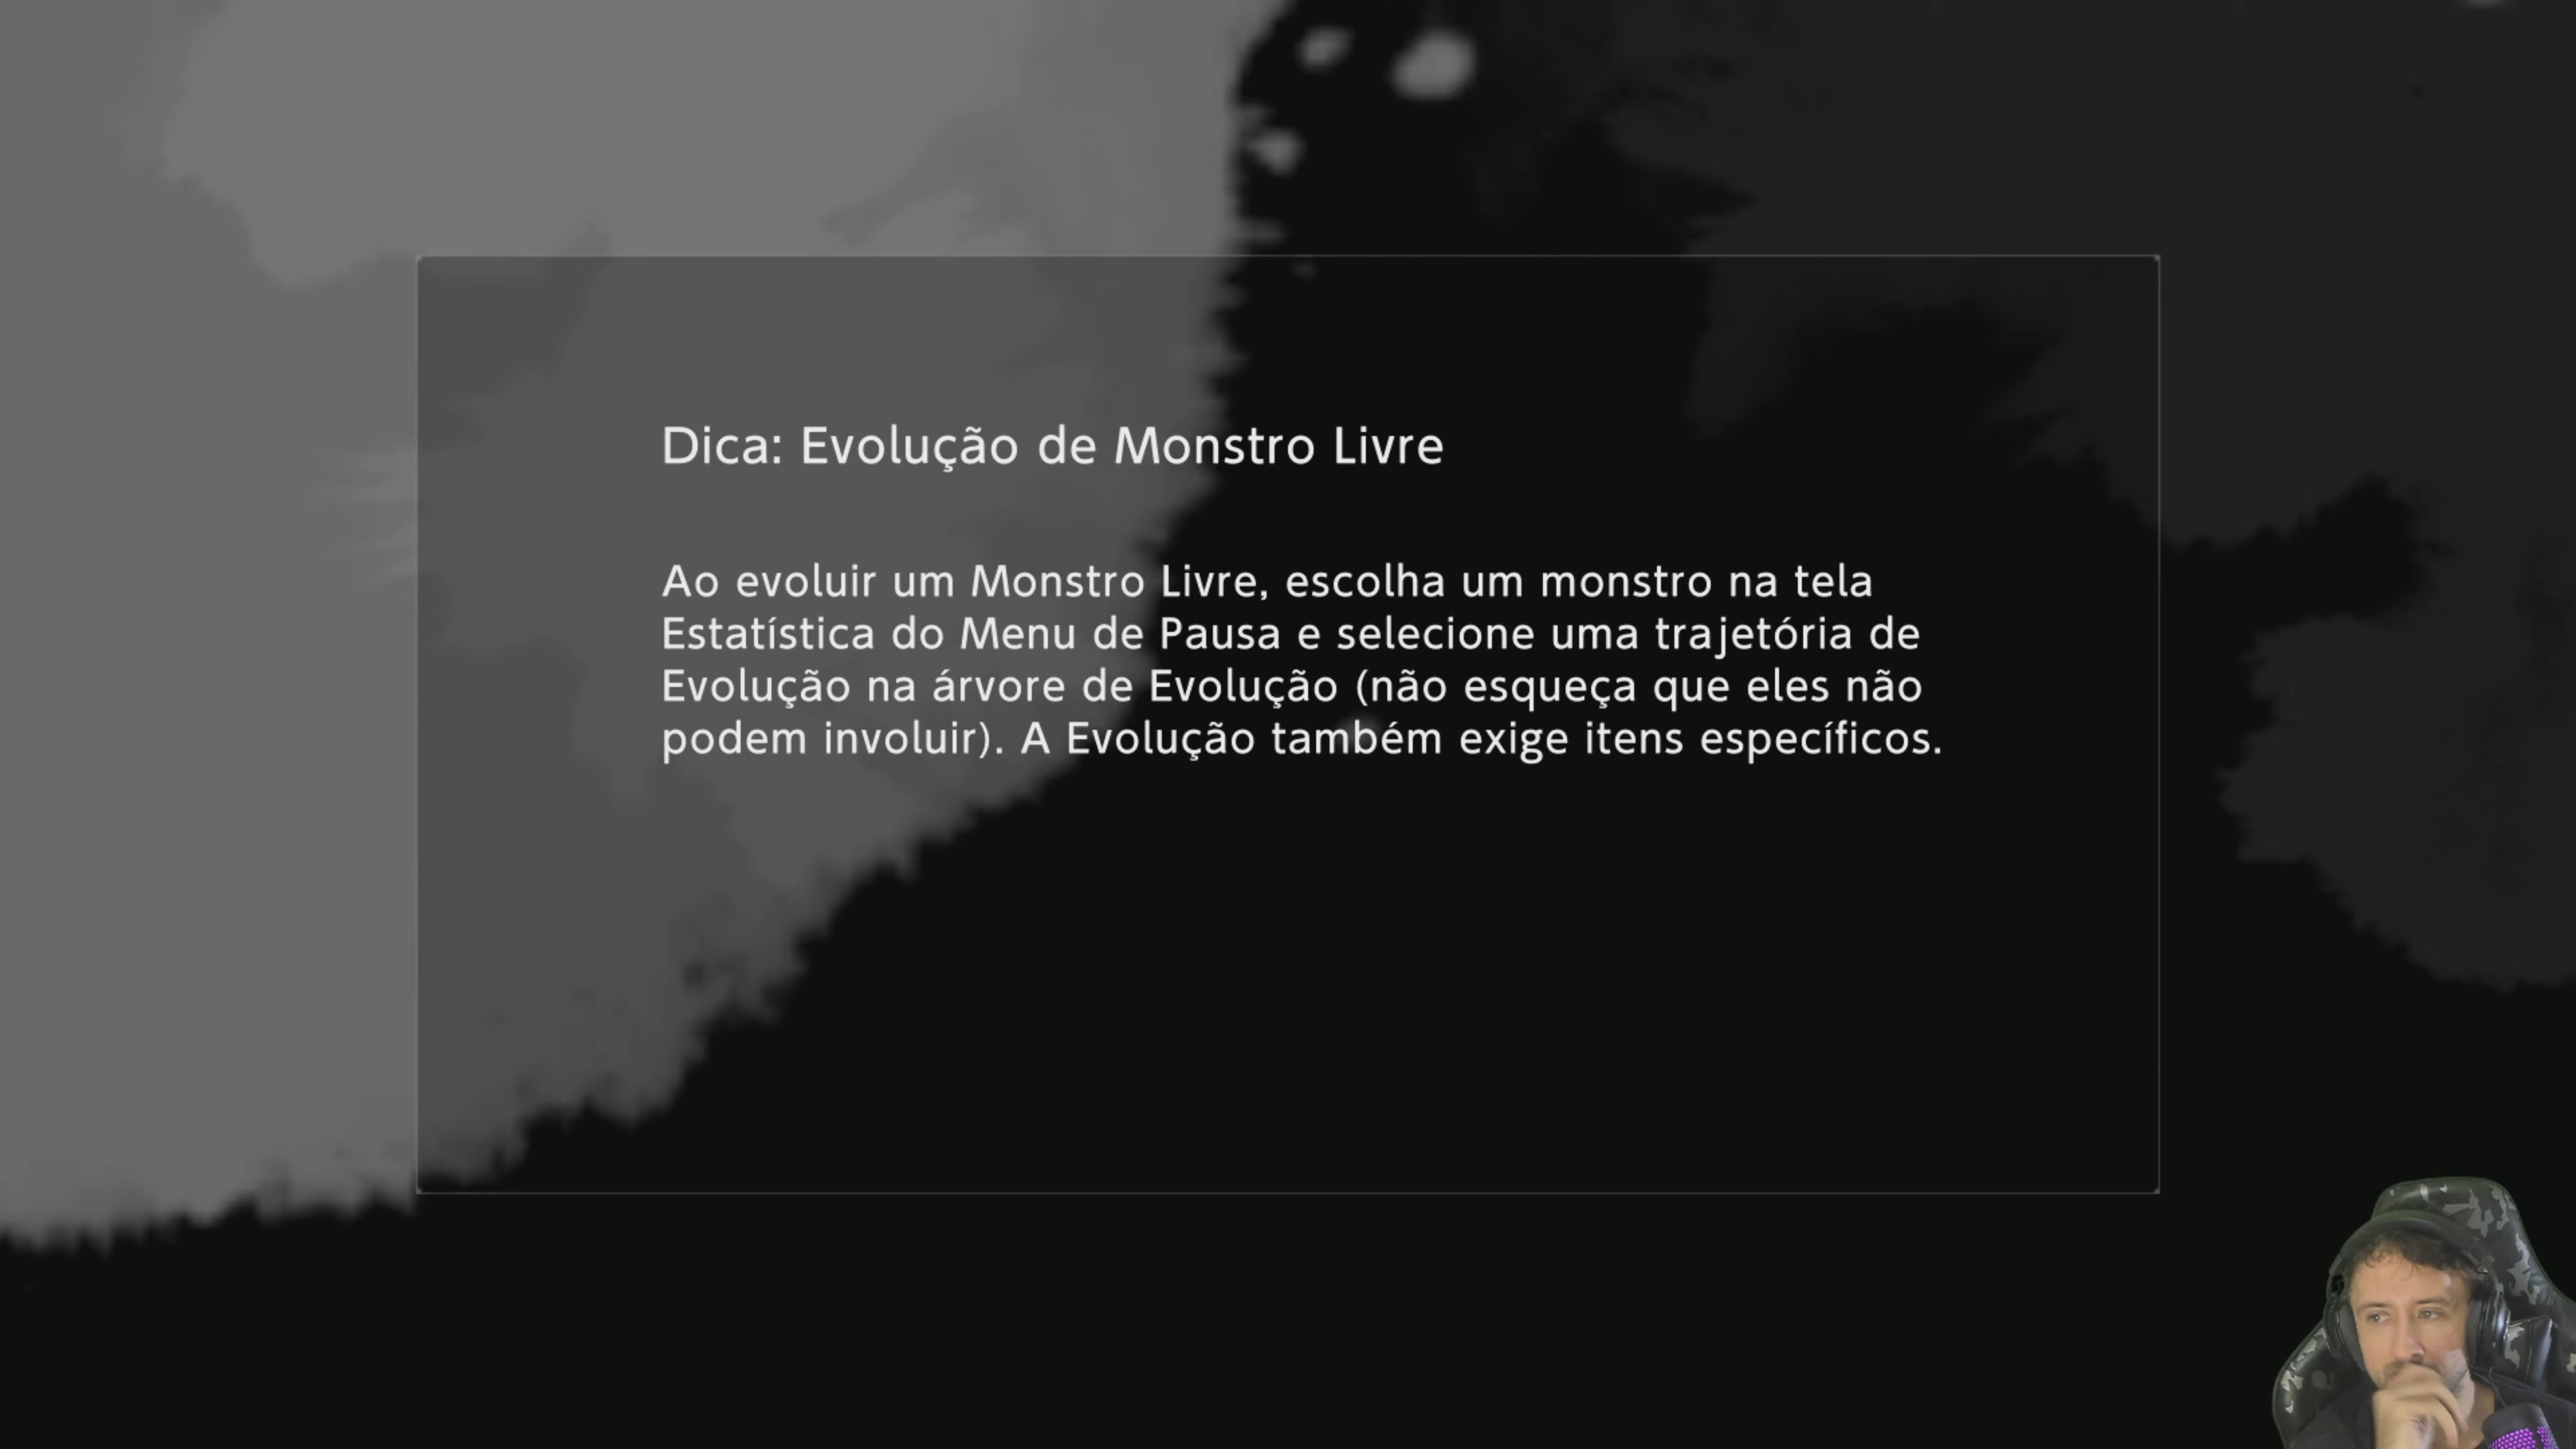 Dica: Evolução de Monstro Livre
Ao evoluir um Monstro Livre, escolha um monstro na tela
Estatística do Menu de Pausa e selecione uma trajetória de
Evolução na árvore de Evolução (não esqueça que eles não
podem involuir). A Evolução também exige itens específicos.